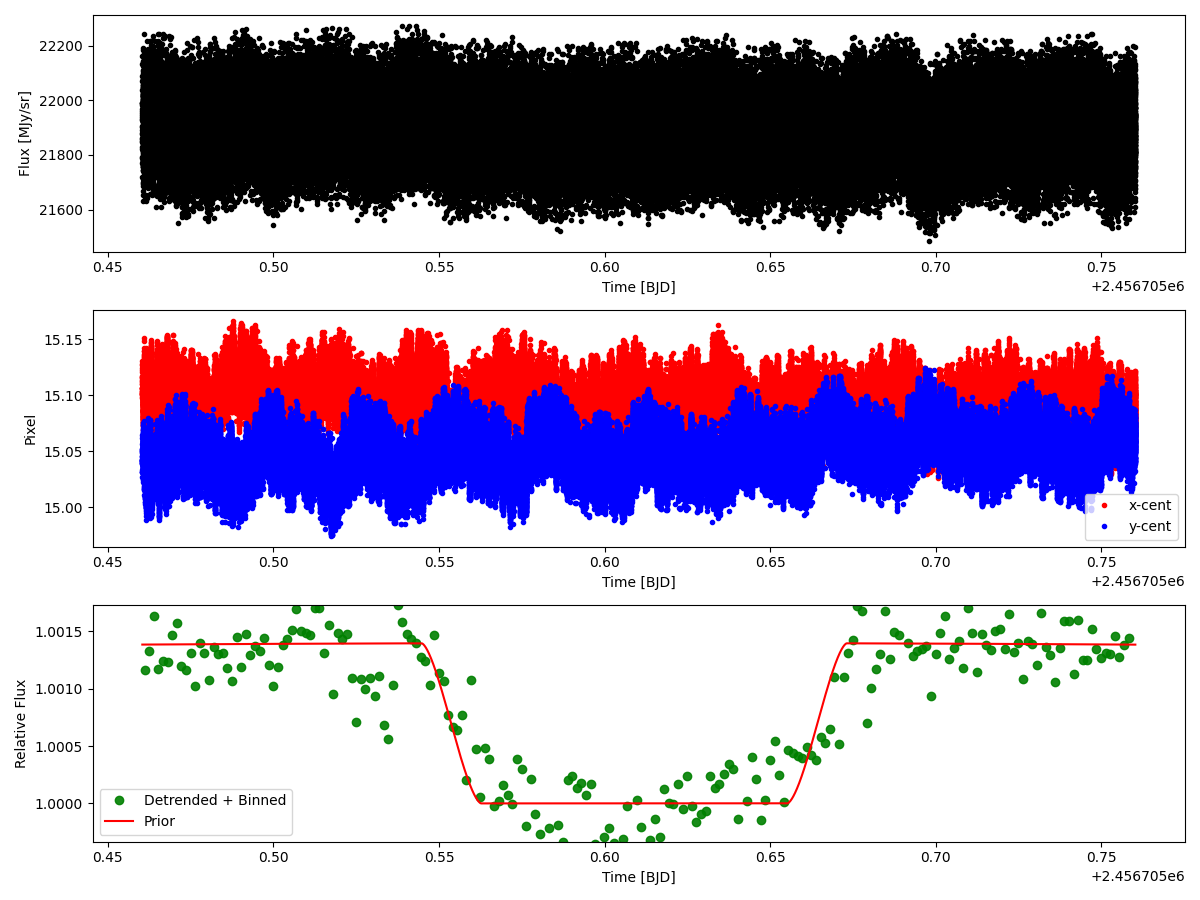 Flux [MJy/sr]
22200
22000
21800
21600
0.45 0.50 0.55 0.60 0.65 0.70 0.75
Time [BJD]
+2.456705e6
Pixel
15.15
15.10
15.05
15.00
x-cent
y-cent
0.45 0.50 0.55 0.60 0.65 0.70 0.75
Time [BJD]
+2.456705e6
Relative Flux
1.0015
1.0010
1.0005
1.0000
Detrended + Binned
Prior
0.45 0.50 0.55 0.60 0.65 0.70 0.75
Time [BJD]
+2.456705e6